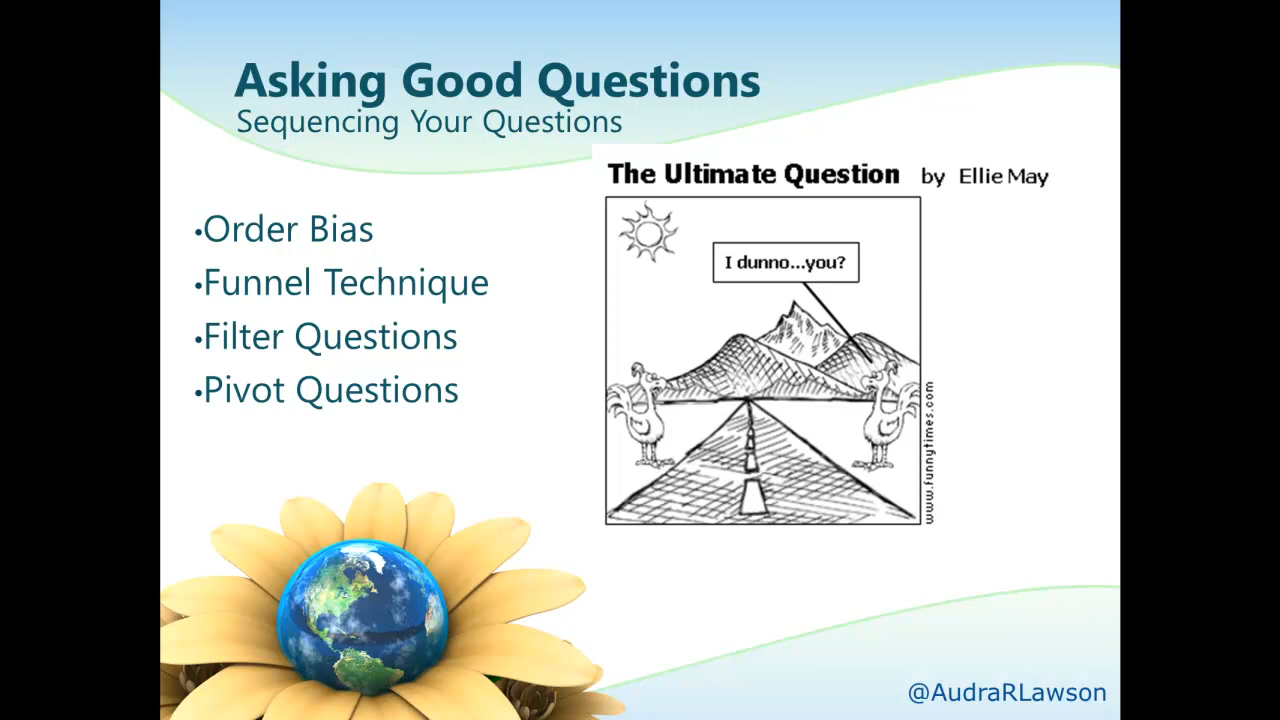 Asking Good Questions
Sequencing Your Questions
The Ultimate Question by Ellie May
I dunno...you?
•Order Bias
•Funnel Technique
•Filter Questions
•Pivot Questions
www.funnytimes.com
@AudraRLawson